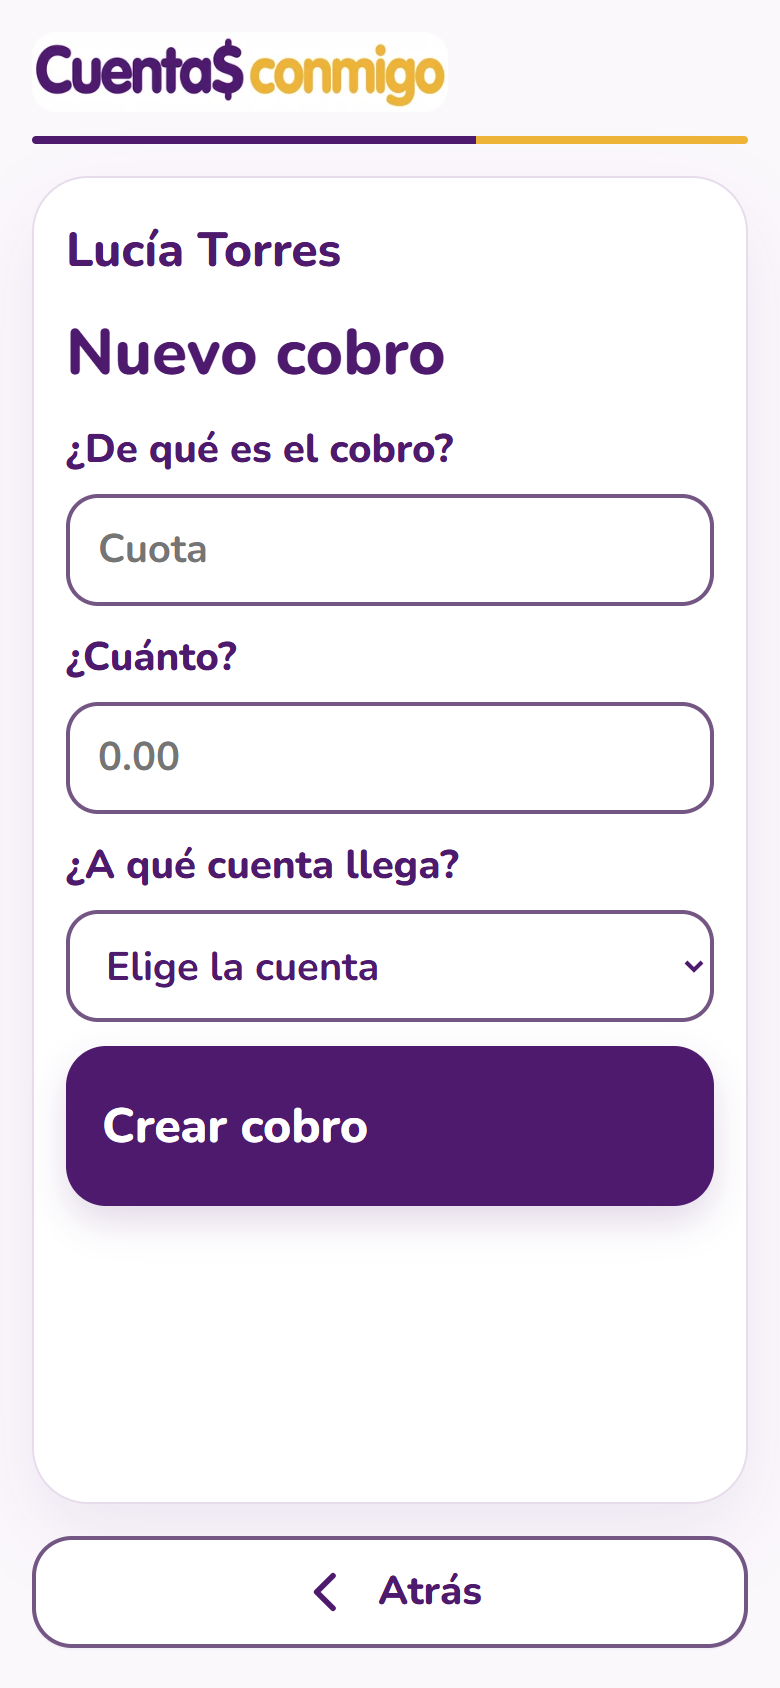 Cuenta$ conmigo
Lucía Torres
Nuevo cobro
¿De qué es el cobro?
Cuota
¿Cuánto?
0.00
¿A qué cuenta llega?
Elige la cuenta
Crear cobro
Atrás